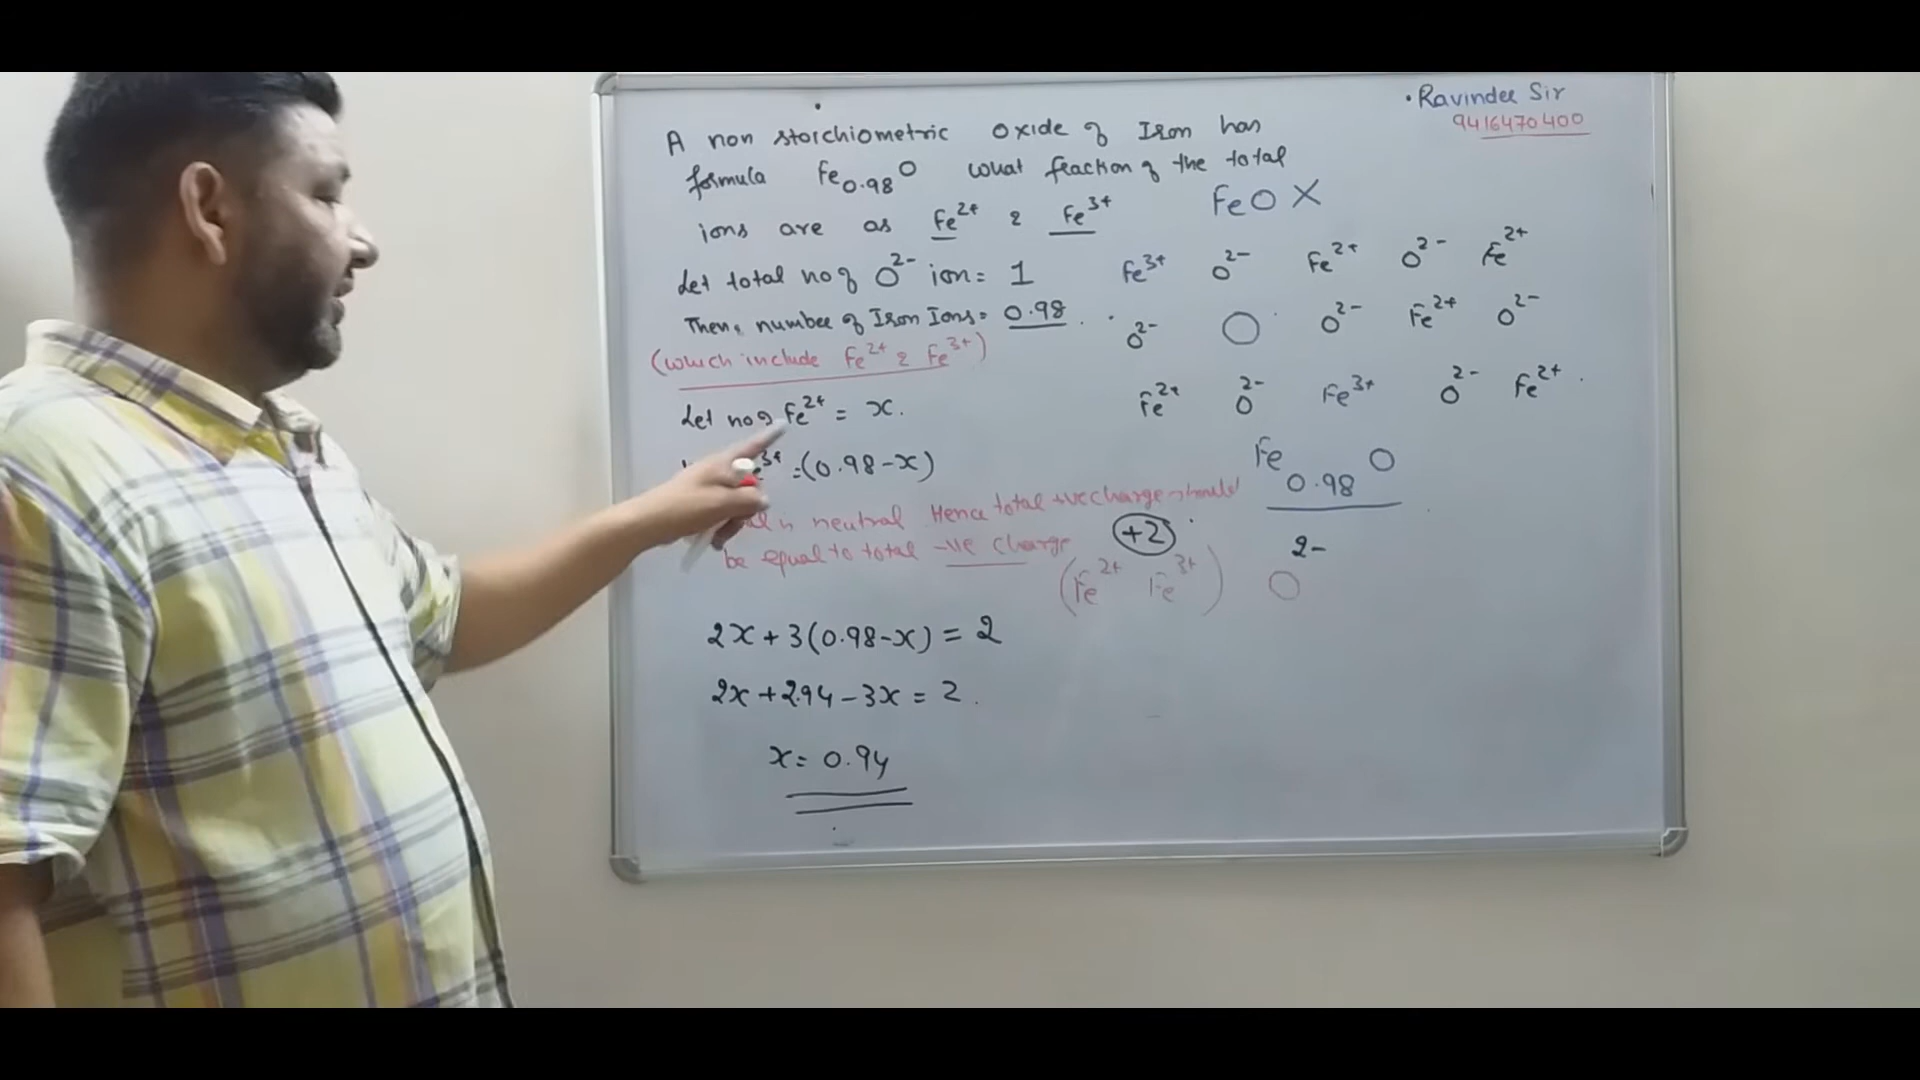 • Ravinder Sir
9416470400
A non stoichiometric oxide of Iron has
formula Fe0.98O what fraction of the total
ions are as Fe2+ & Fe3+
FeO X
Let total no of O2- ion = 1
Then, number of Iron Ions = 0.98.
(which include Fe2+ & Fe3+)
Let no of Fe2+ = x.
3+ = (0.98-x)
is neutral Hence total +ve charge should
be equal to total -ve charge
2x + 3(0.98-x) = 2
2x + 2.94 - 3x = 2.
x = 0.94
Fe3+ O2- Fe2+ O2- Fe2+
O2- O O2- Fe2+ O2-
Fe2+ O2- Fe3+ O2- Fe2+
Fe0.98O
+2
(Fe2+ Fe3+) O2-